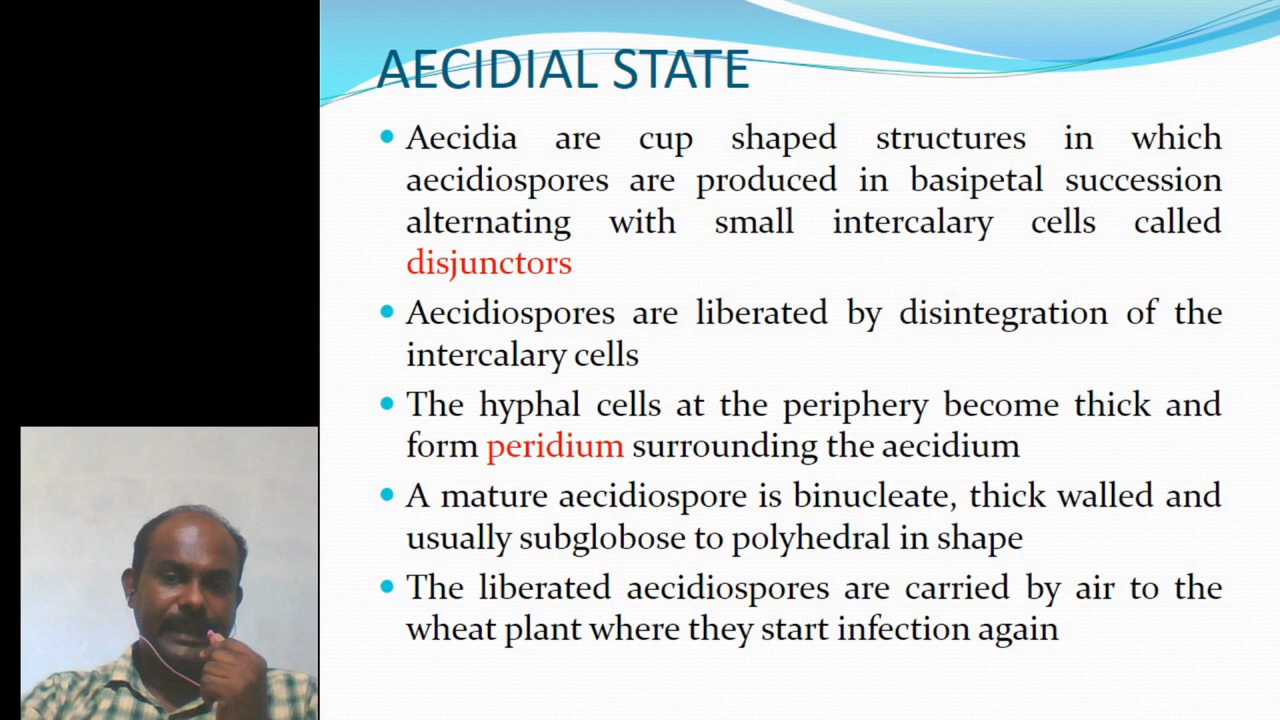 AECIDIAL STATE
Aecidia are cup shaped structures in which
aecidiospores are produced in basipetal succession
alternating with small intercalary cells called
disjunctors
Aecidiospores are liberated by disintegration of the
intercalary cells
The hyphal cells at the periphery become thick and
form peridium surrounding the aecidium
A mature aecidiospore is binucleate, thick walled and
usually subglobose to polyhedral in shape
The liberated aecidiospores are carried by air to the
wheat plant where they start infection again